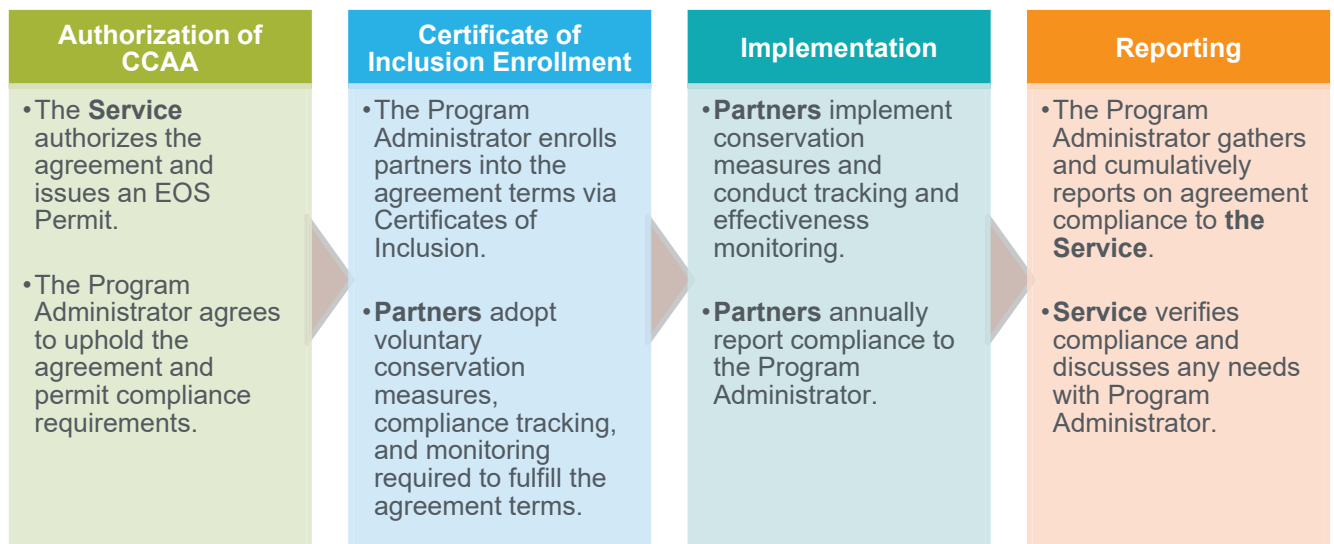 Authorization of
CCAA
•The Service
authorizes the
agreement and
issues an EOS
Permit.
•The Program
Administrator agrees
to uphold the
agreement and
permit compliance
requirements.
Certificate of
Inclusion Enrollment
•The Program
Administrator enrolls
partners into the
agreement terms via
Certificates of
Inclusion.
•Partners adopt
voluntary
conservation
measures,
compliance tracking,
and monitoring
required to fulfill the
agreement terms.
Implementation
•Partners implement
conservation
measures and
conduct tracking and
effectiveness
monitoring.
•Partners annually
report compliance to
the Program
Administrator.
Reporting
•The Program
Administrator gathers
and cumulatively
reports on agreement
compliance to the
Service.
•Service verifies
compliance and
discusses any needs
with Program
Administrator.